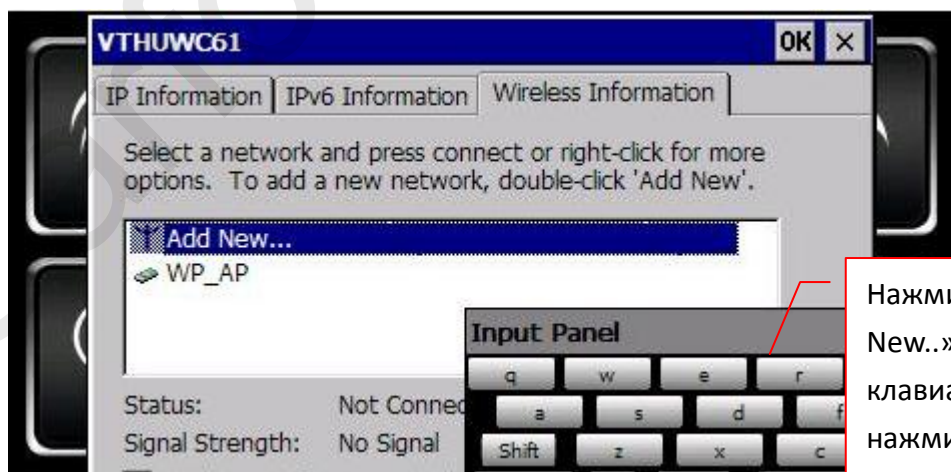 VTHUWC61 OK ×
IP Information IPv6 Information Wireless Information
Select a network and press connect or right-click for more
options. To add a new network, double-click 'Add New'.
Add New...
WP_AP
Input Panel
q w e r
a s d f
Shift z x c
Status: Not Connec
Signal Strength: No Signal
Нажми
New..»
клавиа
нажми